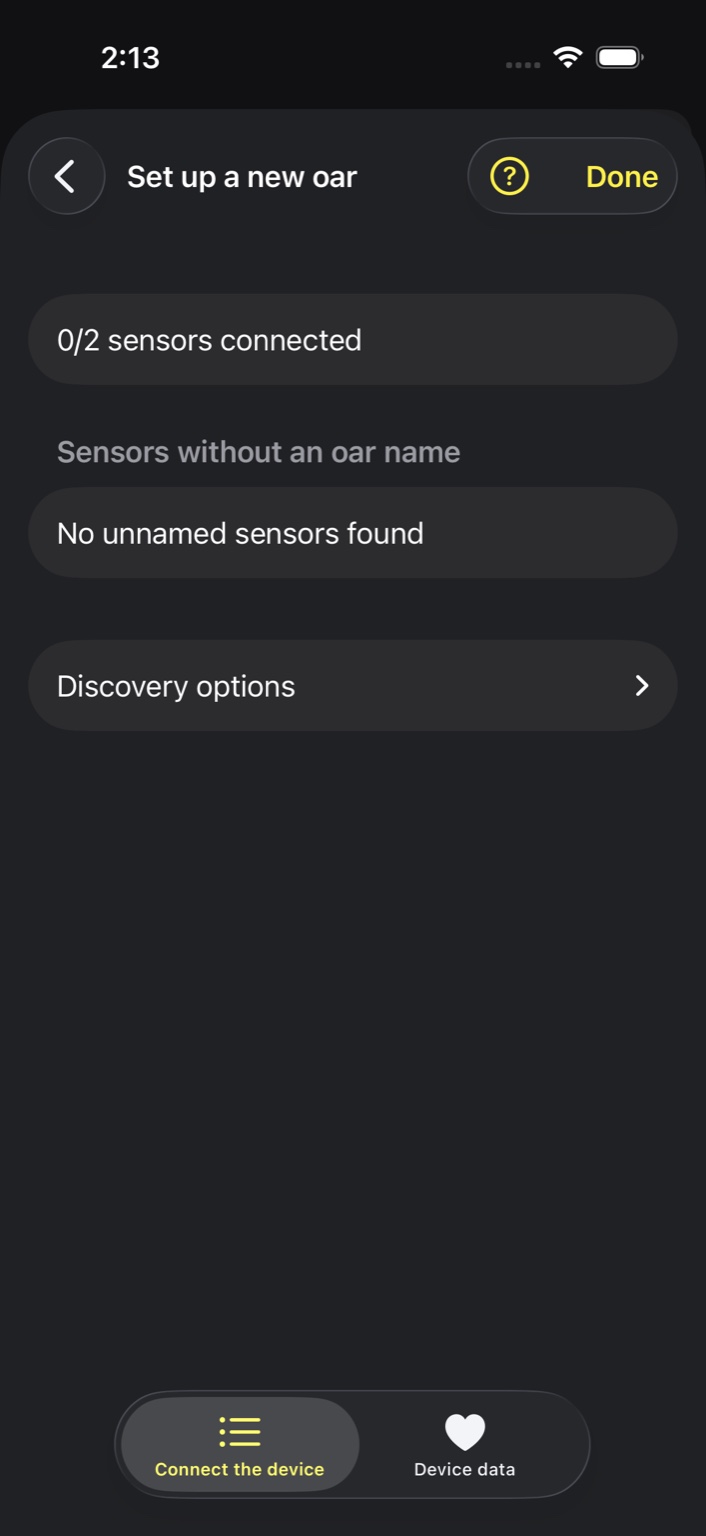 2:13
Set up a new oar
?
Done
0/2 sensors connected
Sensors without an oar name
No unnamed sensors found
Discovery options
Connect the device
Device data